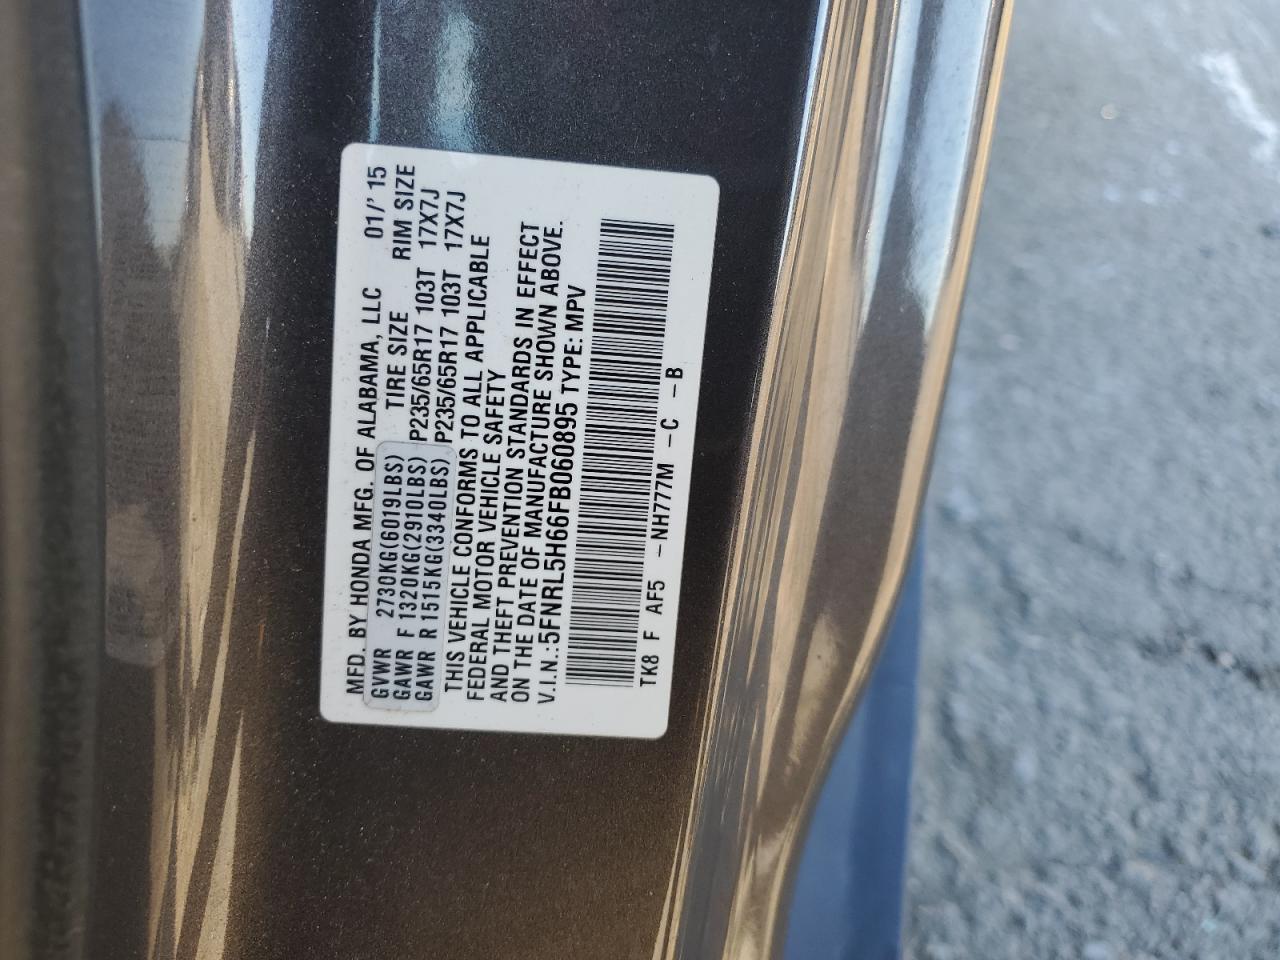 MFD. BY HONDA MFG. OF ALABAMA, LLC 01/' 15
GVWR 2730KG(6019LBS) TIRE SIZE RIM SIZE
GAWR F 1320KG(2910LBS) P235/65R17 103T 17X7J
GAWR R 1515KG(3340LBS) P235/65R17 103T 17X7J
THIS VEHICLE CONFORMS TO ALL APPLICABLE
FEDERAL MOTOR VEHICLE SAFETY
AND THEFT PREVENTION STANDARDS IN EFFECT
ON THE DATE OF MANUFACTURE SHOWN ABOVE.
V.I.N.:5FNRL5H66FB060895 TYPE: MPV
TK8 F AF5 -NH777M -C -B